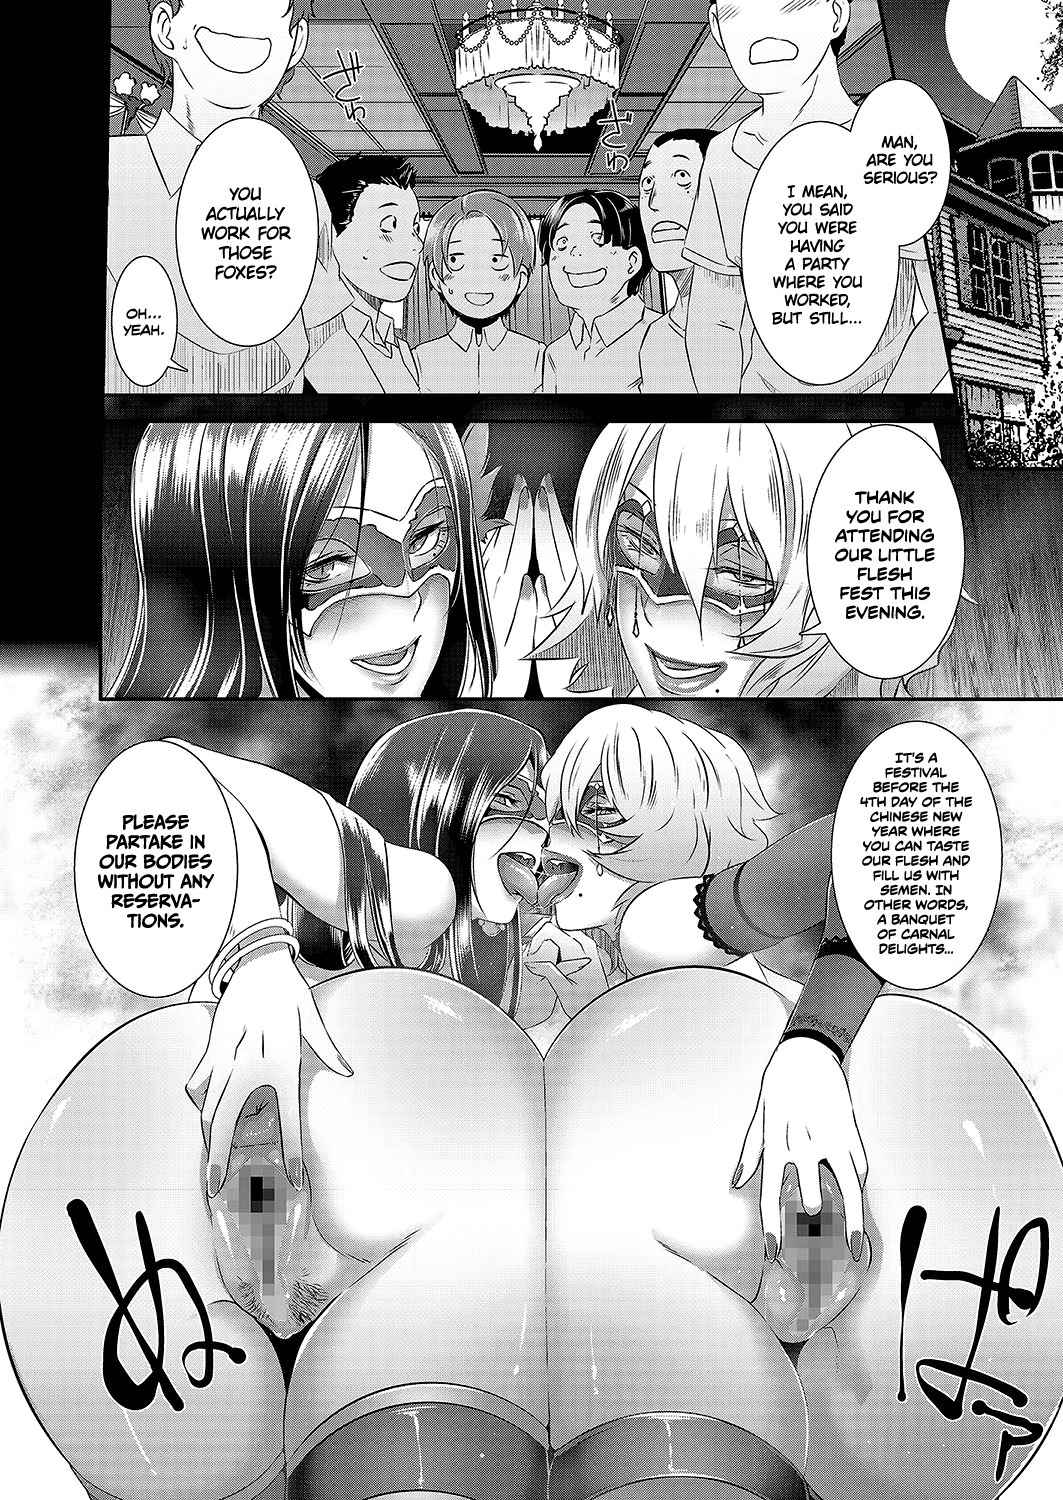 MAN,
ARE YOU
SERIOUS?
I MEAN,
YOU SAID
YOU WERE
HAVING
A PARTY
WHERE YOU
WORKED,
BUT STILL...
YOU
ACTUALLY
WORK FOR
THOSE
FOXES?
OH...
YEAH.
ざわ
ざわ
THANK
YOU FOR
ATTENDING
OUR LITTLE
FLESH
FEST THIS
EVENING.
IT'S A
FESTIVAL
BEFORE THE
4TH DAY OF THE
CHINESE NEW
YEAR WHERE
YOU CAN TASTE
OUR FLESH AND
FILL US WITH
SEMEN. IN
OTHER WORDS,
A BANQUET
OF CARNAL
DELIGHTS...
PLEASE
PARTAKE IN
OUR BODIES
WITHOUT ANY
RESERVA-
TIONS.
ぱっ
ぬ